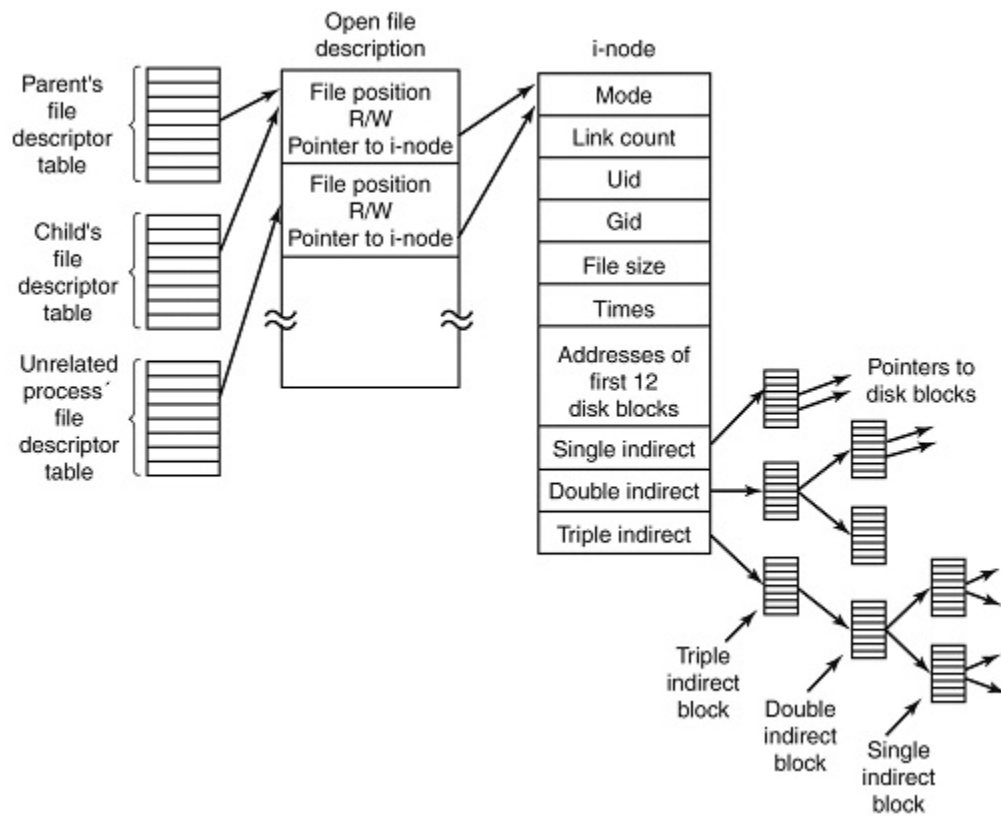 Open file
description
i-node
Parent's
file
descriptor
table
Child's
file
descriptor
table
Unrelated
process´
file
descriptor
table
File position
R/W
Pointer to i-node
File position
R/W
Pointer to i-node
Mode
Link count
Uid
Gid
File size
Times
Addresses of
first 12
disk blocks
Single indirect
Double indirect
Triple indirect
Pointers to
disk blocks
Triple
indirect
block
Double
indirect
block
Single
indirect
block